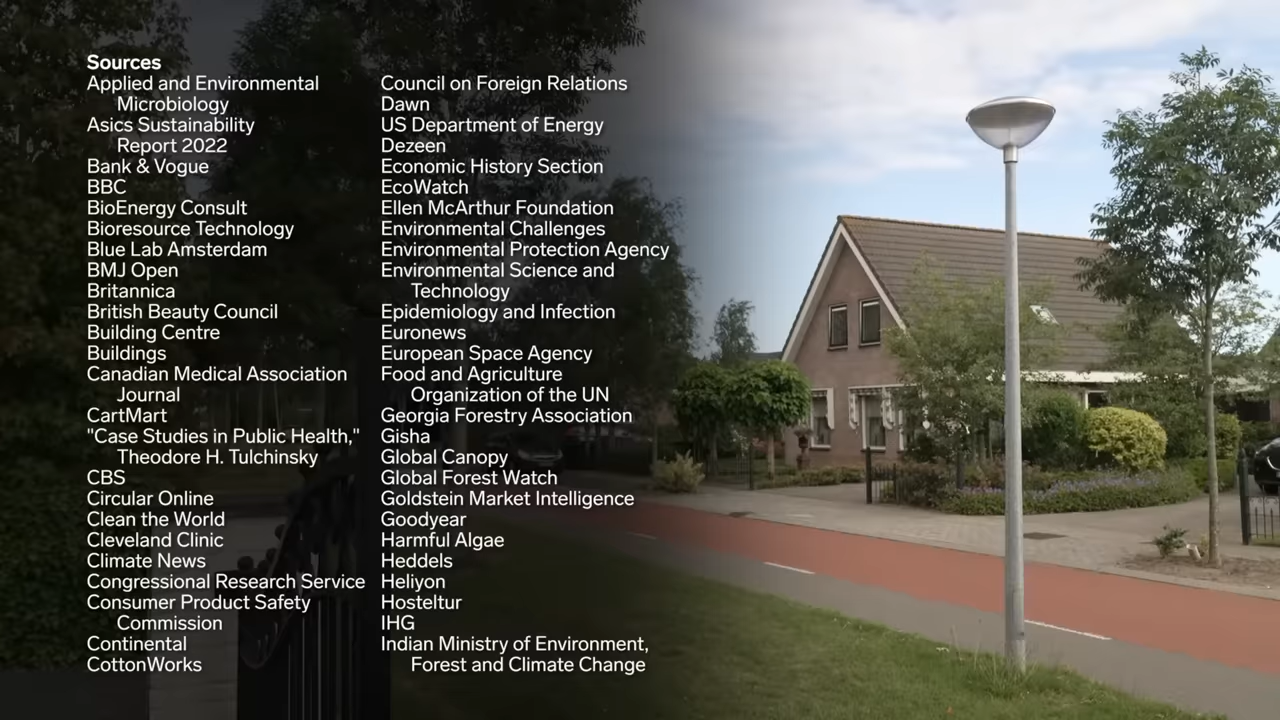 Sources
Applied and Environmental
Microbiology
Asics Sustainability
Report 2022
Bank & Vogue
BBC
BioEnergy Consult
Bioresource Technology
Blue Lab Amsterdam
BMJ Open
Britannica
British Beauty Council
Building Centre
Buildings
Canadian Medical Association
Journal
CartMart
"Case Studies in Public Health,"
Theodore H. Tulchinsky
CBS
Circular Online
Clean the World
Cleveland Clinic
Climate News
Congressional Research Service
Consumer Product Safety
Commission
Continental
CottonWorks
Council on Foreign Relations
Dawn
US Department of Energy
Dezeen
Economic History Section
EcoWatch
Ellen McArthur Foundation
Environmental Challenges
Environmental Protection Agency
Environmental Science and
Technology
Epidemiology and Infection
Euronews
European Space Agency
Food and Agriculture
Organization of the UN
Georgia Forestry Association
Gisha
Global Canopy
Global Forest Watch
Goldstein Market Intelligence
Goodyear
Harmful Algae
Heddels
Heliyon
Hosteltur
IHG
Indian Ministry of Environment,
Forest and Climate Change